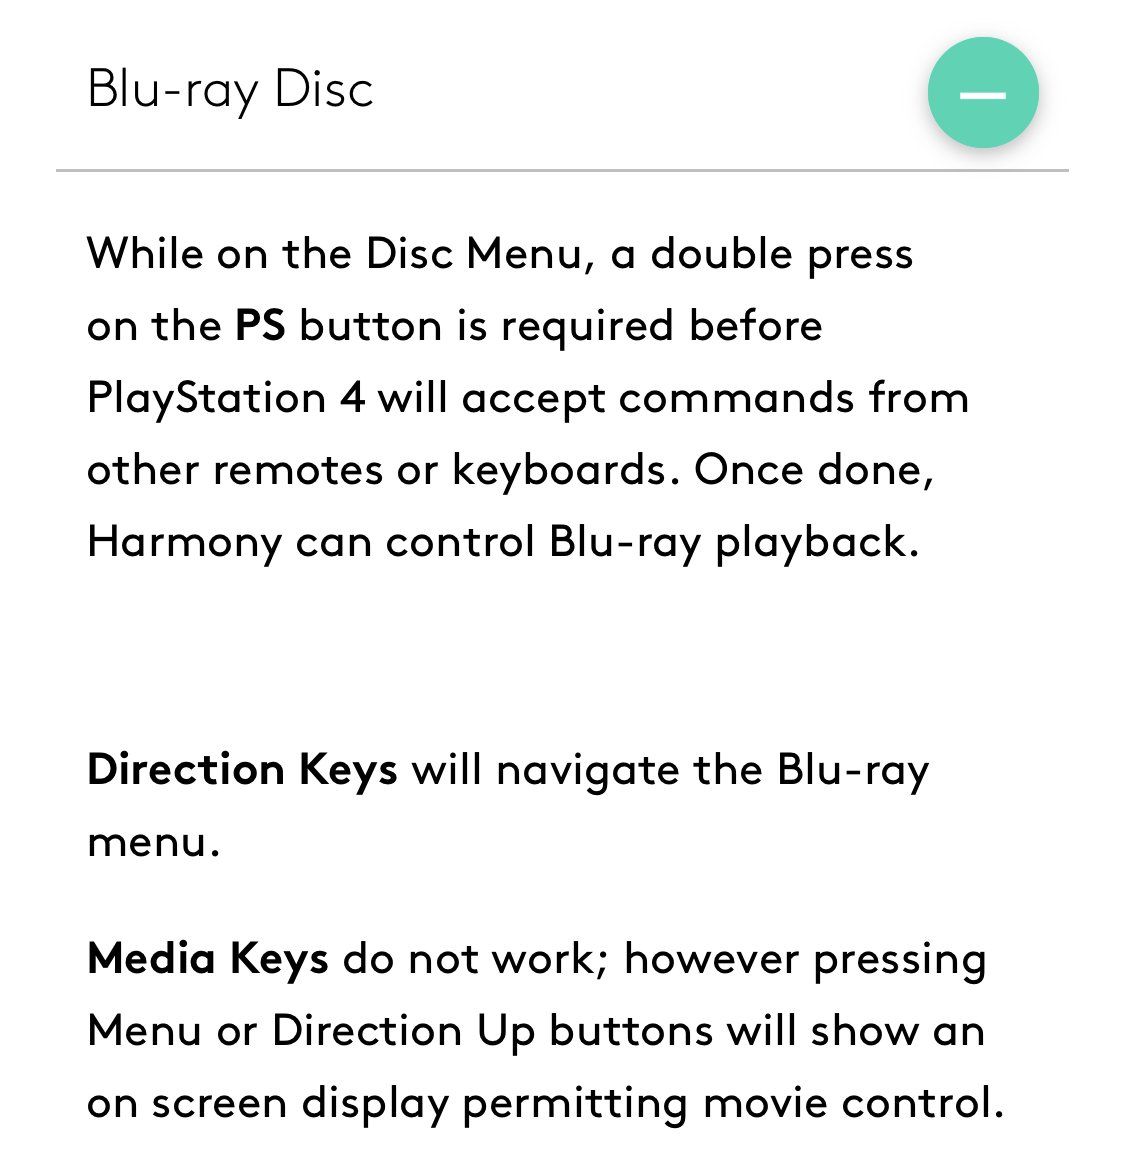 Blu-ray Disc
While on the Disc Menu, a double press
on the PS button is required before
PlayStation 4 will accept commands from
other remotes or keyboards. Once done,
Harmony can control Blu-ray playback.
Direction Keys will navigate the Blu-ray
menu.
Media Keys do not work; however pressing
Menu or Direction Up buttons will show an
on screen display permitting movie control.